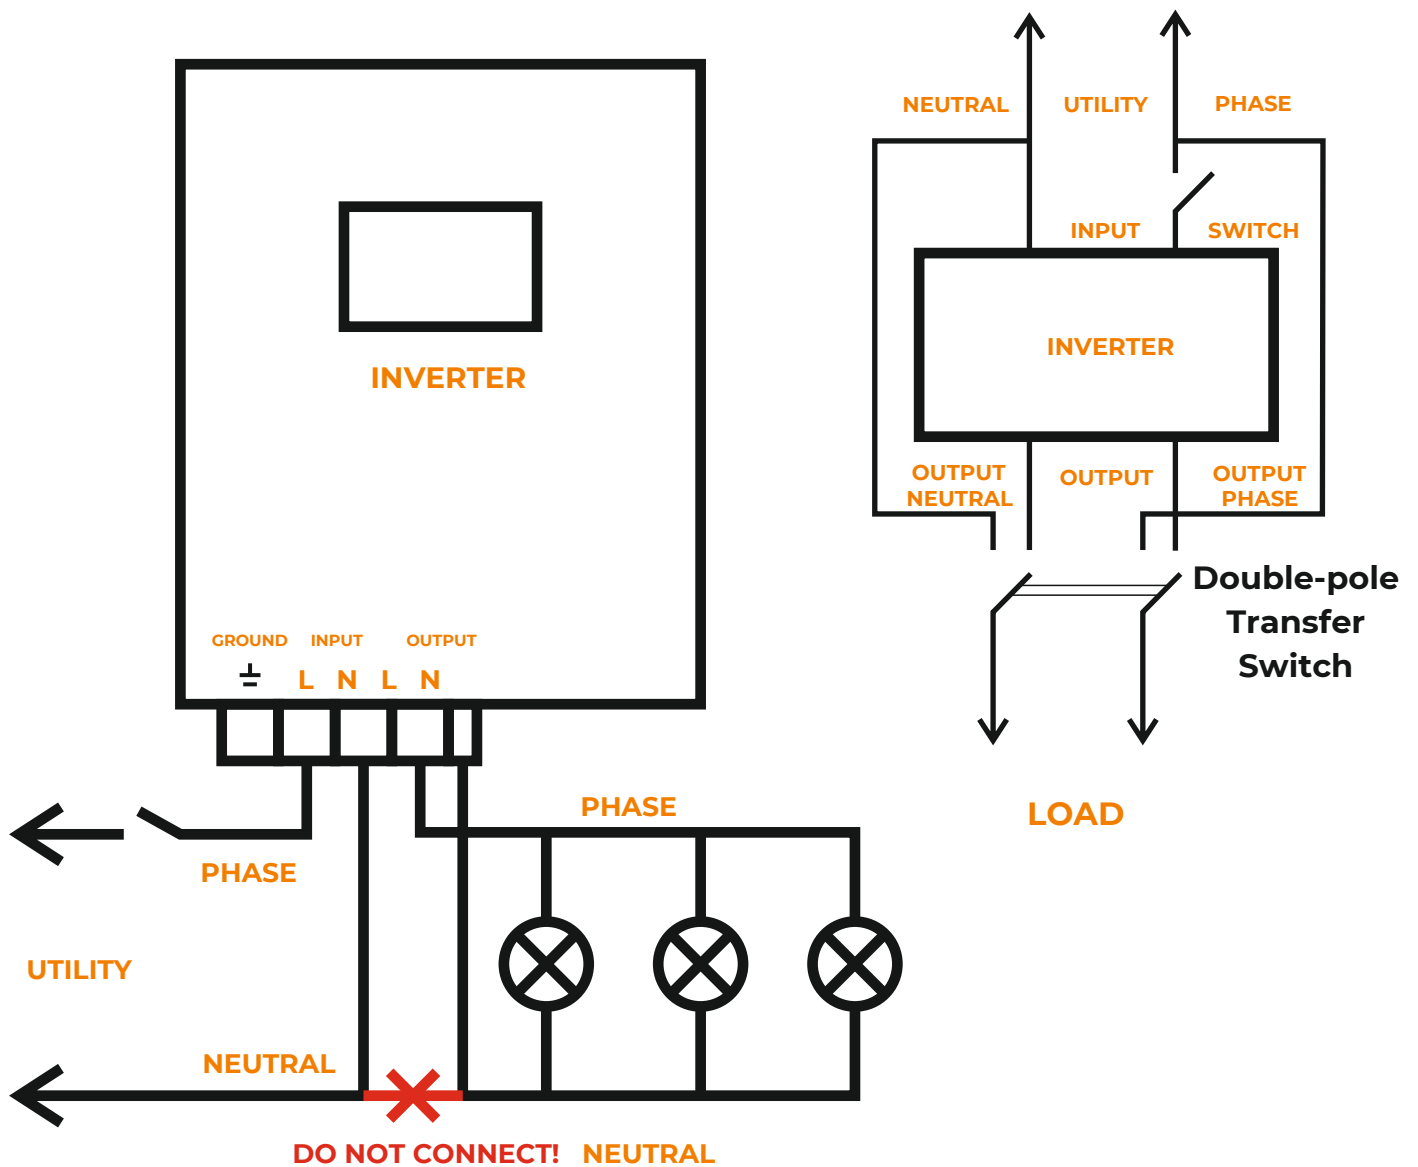 NEUTRAL
UTILITY
PHASE
INPUT
SWITCH
INVERTER
INVERTER
OUTPUT
NEUTRAL
OUTPUT
OUTPUT
PHASE
Double-pole
Transfer
Switch
GROUND
INPUT
OUTPUT
L N L N
PHASE
LOAD
PHASE
UTILITY
NEUTRAL
DO NOT CONNECT!
NEUTRAL